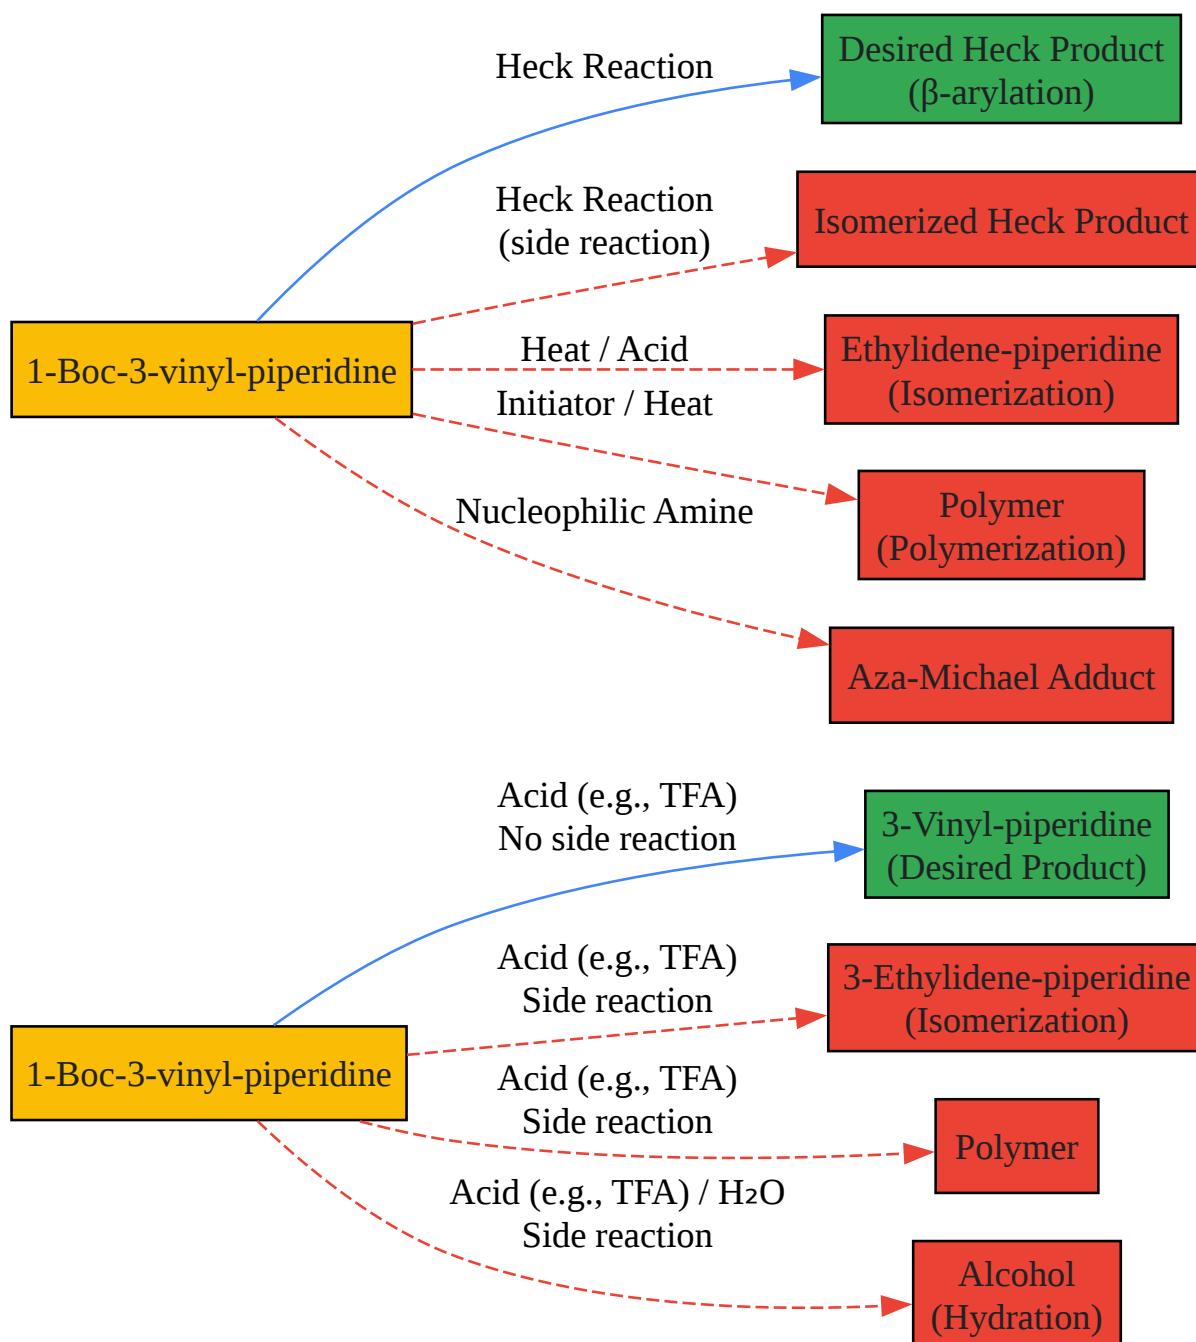 Heck Reaction
Desired Heck Product
(β-arylation)
Heck Reaction
(side reaction)
Isomerized Heck Product
1-Boc-3-vinyl-piperidine
Heat / Acid
Ethylidene-piperidine
(Isomerization)
Initiator / Heat
Polymer
(Polymerization)
Nucleophilic Amine
Aza-Michael Adduct
Acid (e.g., TFA)
No side reaction
3-Vinyl-piperidine
(Desired Product)
Acid (e.g., TFA)
Side reaction
3-Ethylidene-piperidine
(Isomerization)
1-Boc-3-vinyl-piperidine
Acid (e.g., TFA)
Side reaction
Polymer
Acid (e.g., TFA) / H₂O
Side reaction
Alcohol
(Hydration)